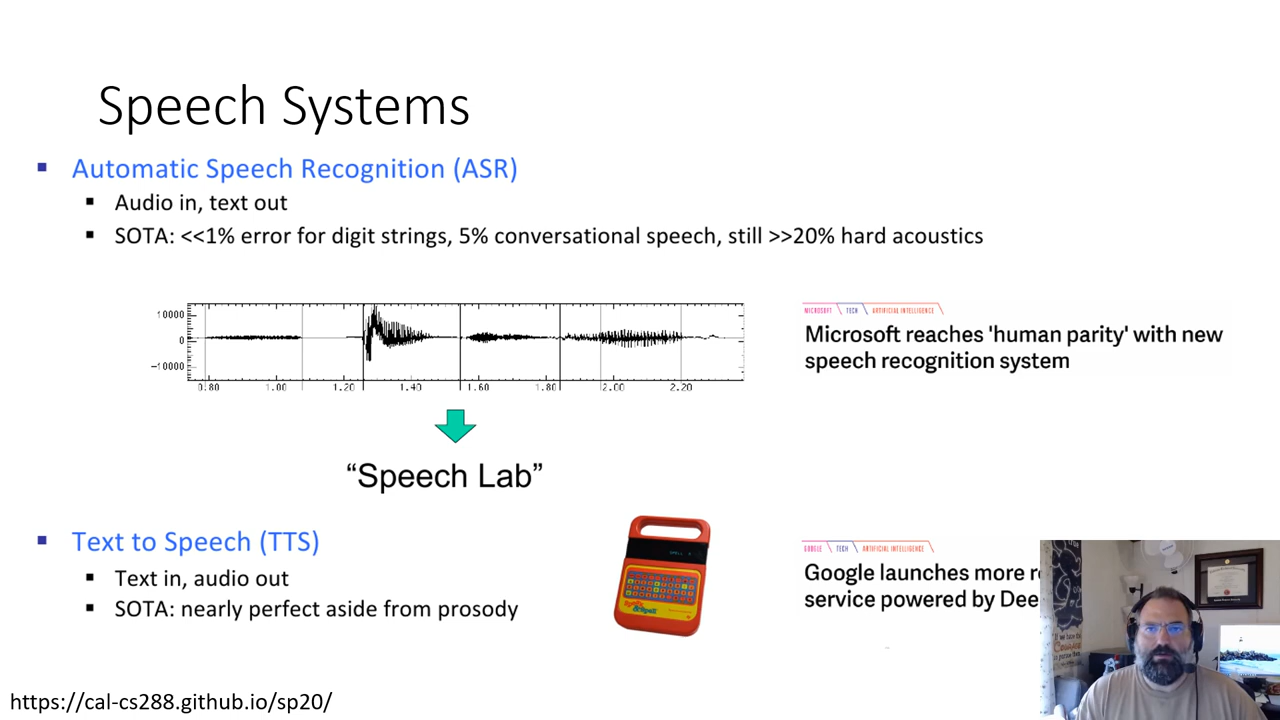 Speech Systems
Automatic Speech Recognition (ASR)
Audio in, text out
SOTA: <<1% error for digit strings, 5% conversational speech, still >>20% hard acoustics
10000
0
−10000
0.80 1.00 1.20 1.40 1.60 1.80 2.00 2.20
MICROSOFT TECH ARTIFICIAL INTELLIGENCE
Microsoft reaches 'human parity' with new
speech recognition system
“Speech Lab”
Text to Speech (TTS)
Text in, audio out
SOTA: nearly perfect aside from prosody
SPELL
Speak & Spell
GOOGLE TECH ARTIFICIAL INTELLIGENCE
Google launches more
service powered by
https://cal-cs288.github.io/sp20/